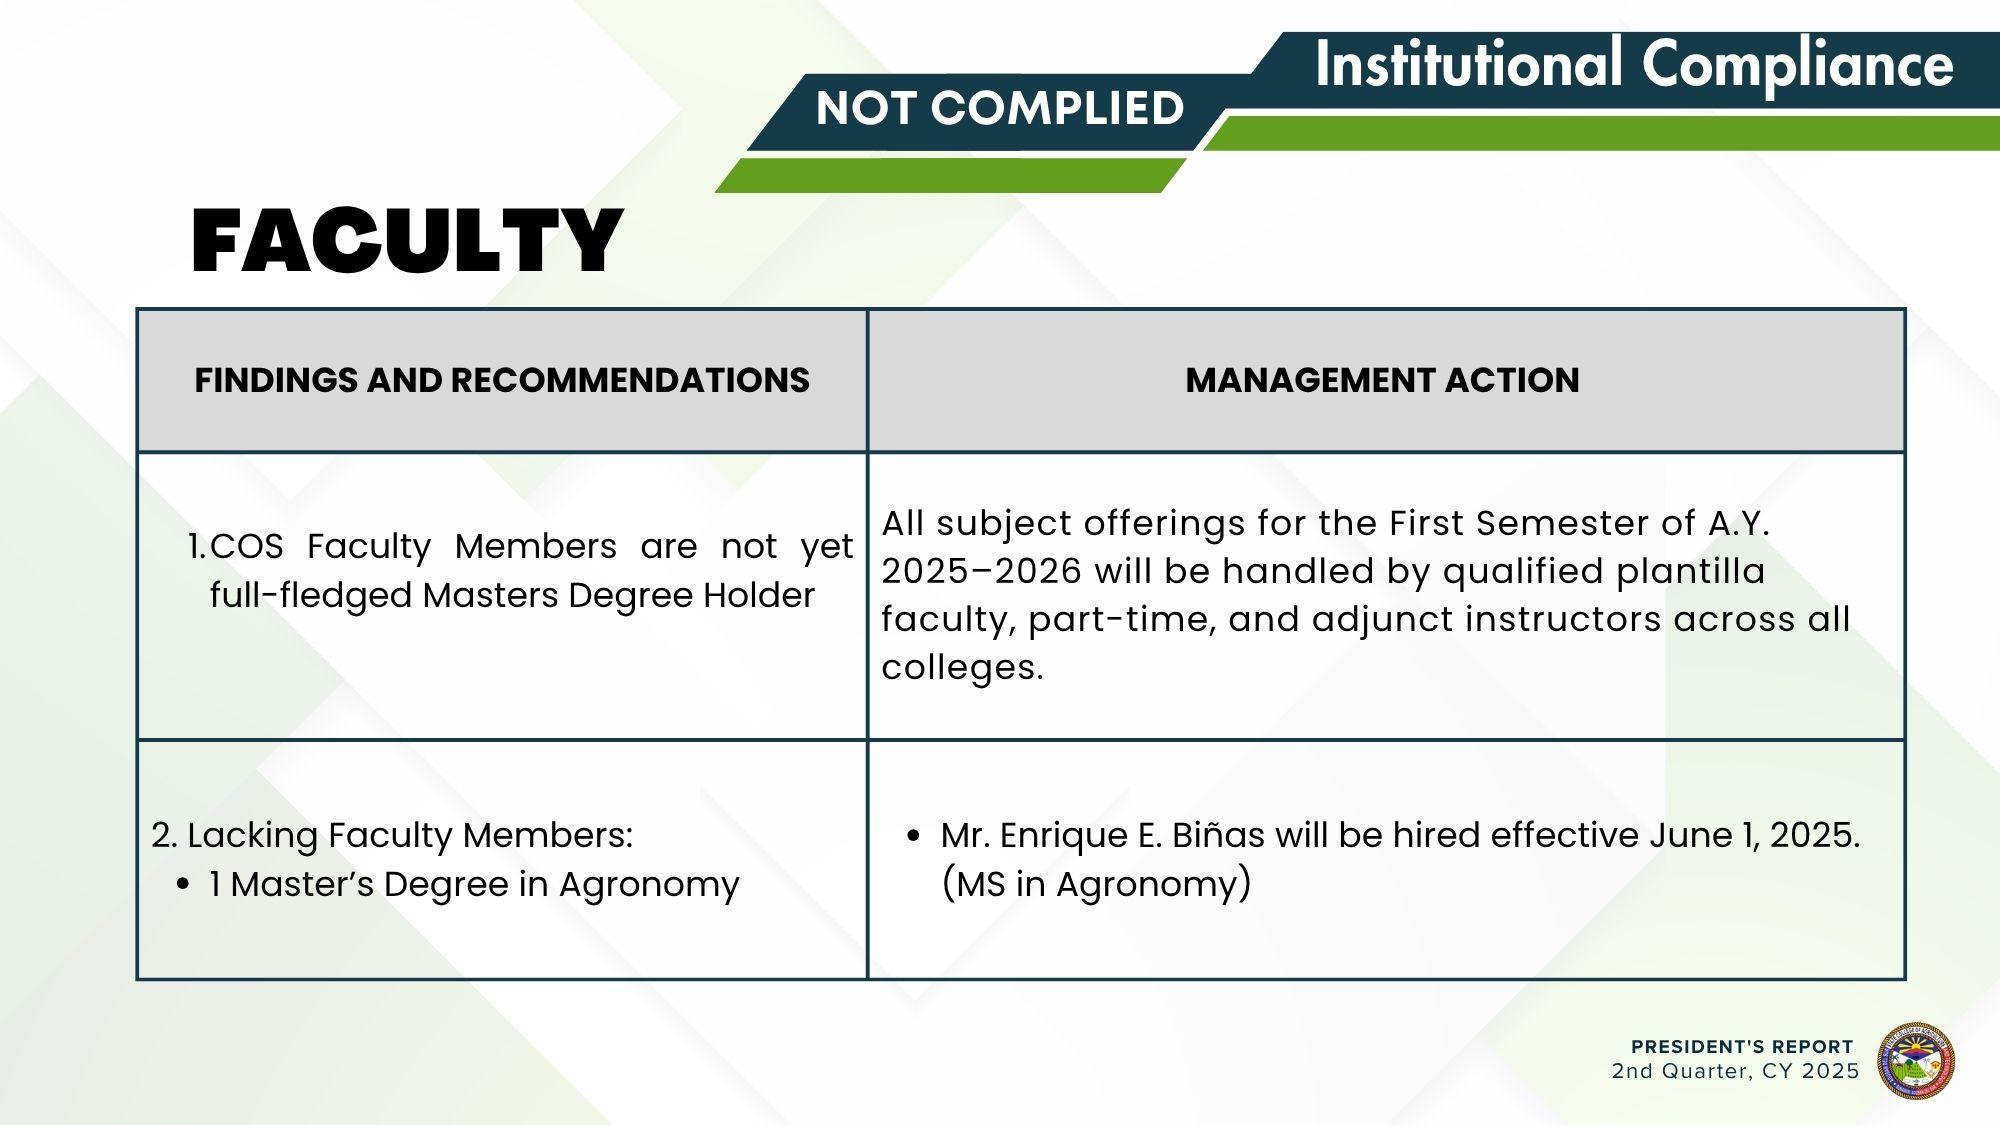 Institutional Compliance
NOT COMPLIED
FACULTY
FINDINGS AND RECOMMENDATIONS
MANAGEMENT ACTION
1. COS Faculty Members are not yet
full-fledged Masters Degree Holder
All subject offerings for the First Semester of A.Y.
2025–2026 will be handled by qualified plantilla
faculty, part-time, and adjunct instructors across all
colleges.
2. Lacking Faculty Members:
• 1 Master’s Degree in Agronomy
• Mr. Enrique E. Biñas will be hired effective June 1, 2025.
(MS in Agronomy)
PRESIDENT'S REPORT
2nd Quarter, CY 2025